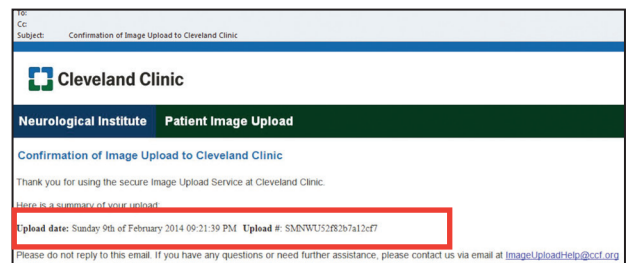 To:
Cc:
Subject: Confirmation of Image Upload to Cleveland Clinic
Cleveland Clinic
Neurological Institute Patient Image Upload
Confirmation of Image Upload to Cleveland Clinic
Thank you for using the secure Image Upload Service at Cleveland Clinic.
Here is a summary of your upload:
Upload date: Sunday 9th of February 2014 09:21:39 PM Upload #: SMNWU52f82b7a12cf7
Please do not reply to this email. If you have any questions or need further assistance, please contact us via email at ImageUploadHelp@ccf.org